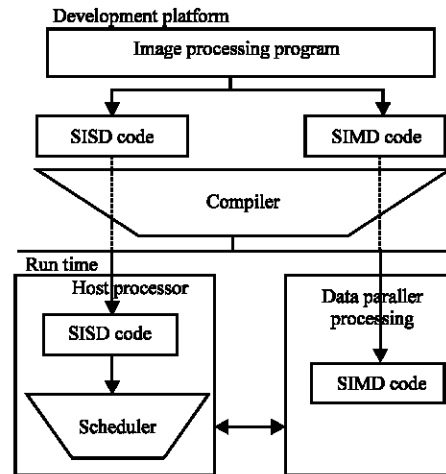 Development platform
Image processing program
SISD code
SIMD code
Compiler
Run time
Host processor
SISD code
Scheduler
Data paraller
processing
SIMD code